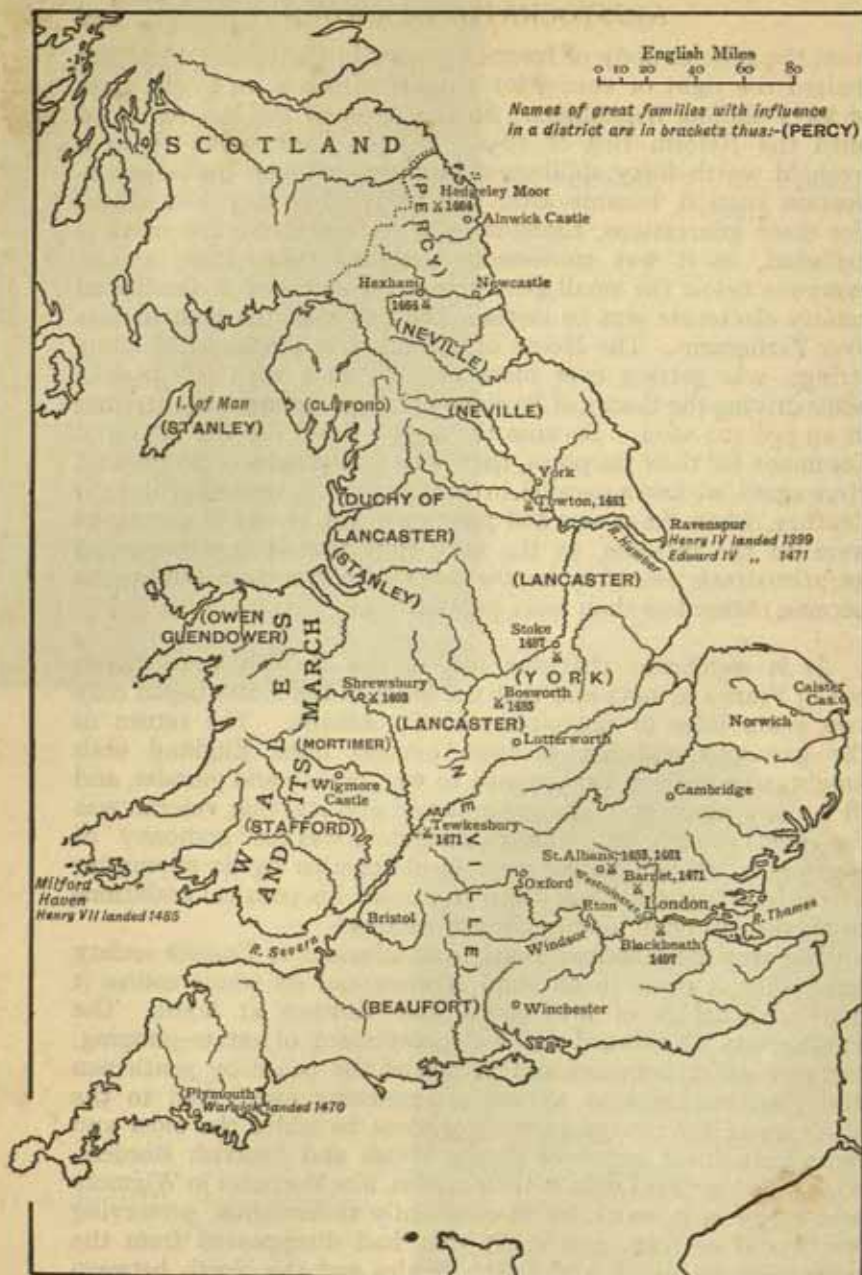 English Miles
0 10 20 40 60 80
Names of great families with influence
in a district are in brackets thus:-(PERCY)
SCOTLAND
(PERCY)
Hedgeley Moor
1464
Alnwick Castle
Hexham
1464
Newcastle
(NEVILLE)
I. of Man
(STANLEY)
(CLIFFORD)
(NEVILLE)
York
Towton, 1461
(DUCHY OF
LANCASTER)
(STANLEY)
R. Humber
Ravenspur
Henry IV landed 1399
Edward IV „ 1471
(LANCASTER)
(OWEN
GLENDOWER)
Stoke
1487
(YORK)
WALES
AND ITS MARCH
Shrewsbury
1403
Bosworth
1485
(LANCASTER)
Lutterworth
Caister
Cas.
Norwich
(MORTIMER)
Wigmore
Castle
Cambridge
(STAFFORD)
Tewkesbury
1471
(NEVILLE)
St. Albans, 1455, 1461
Barnet, 1471
Westminster
Oxford
London
Eton
R. Thames
Milford
Haven
Henry VII landed 1485
Bristol
Windsor
Blackheath
1497
R. Severn
(BEAUFORT)
Winchester
Plymouth
Warwick landed 1470